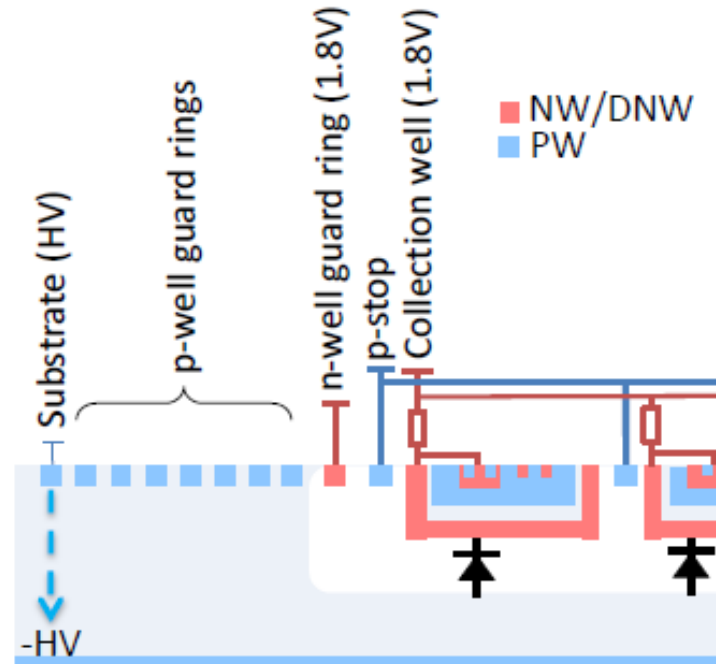 Substrate (HV)
p-well guard rings
n-well guard ring (1.8V)
p-stop
Collection well (1.8V)
NW/DNW
PW
-HV